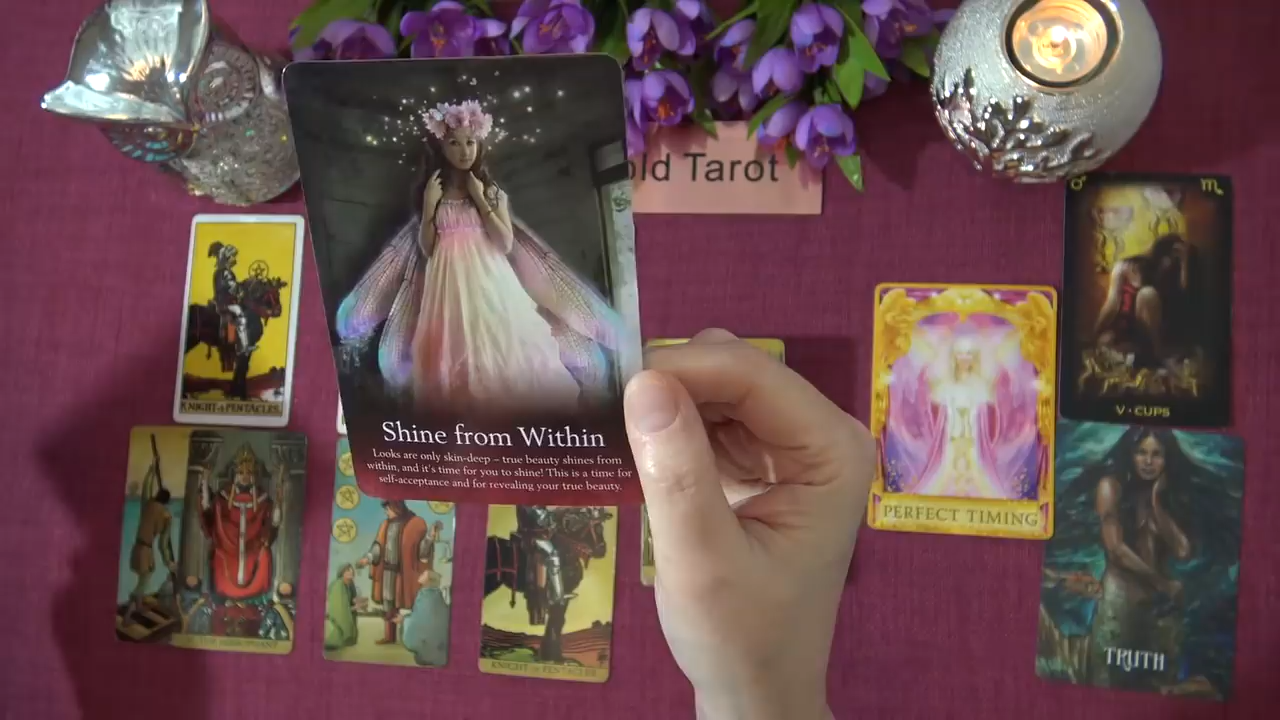 old Tarot
KNIGHT of PENTACLES.
Shine from Within
Looks are only skin-deep – true beauty shines from
within, and it's time for you to shine! This is a time for
self-acceptance and for revealing your true beauty.
V • CUPS
PERFECT TIMING
KNIGHT OF PENTACLES
TRUTH